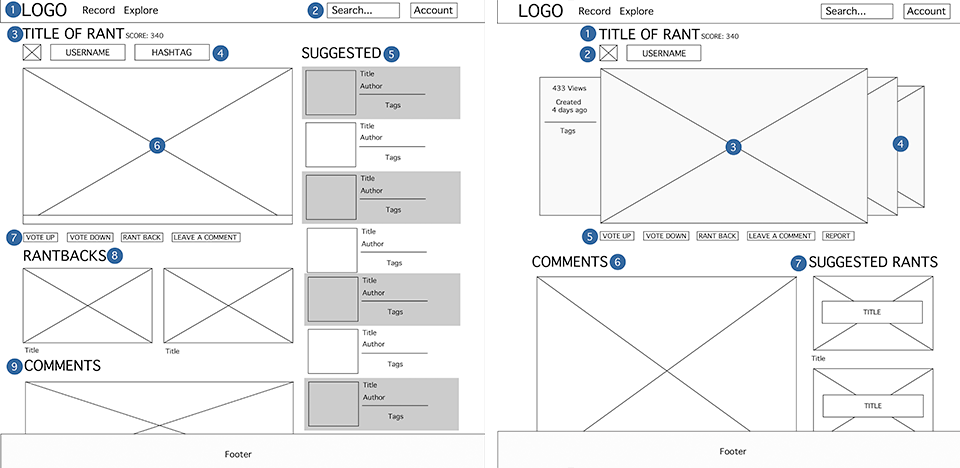 1 LOGO Record Explore 2 Search... Account
3 TITLE OF RANT SCORE: 340
USERNAME HASHTAG 4
6
7 VOTE UP VOTE DOWN RANT BACK LEAVE A COMMENT
RANTBACKS 8
Title Title
9 COMMENTS
SUGGESTED 5
Title
Author
Tags
Title
Author
Tags
Title
Author
Tags
Title
Author
Tags
Title
Author
Tags
Title
Author
Tags
Title
Author
Tags
Footer
LOGO Record Explore Search... Account
1 TITLE OF RANT SCORE: 340
2 USERNAME
433 Views
Created
4 days ago
Tags
3
4
5 VOTE UP VOTE DOWN RANT BACK LEAVE A COMMENT REPORT
COMMENTS 6
7 SUGGESTED RANTS
TITLE
Title
TITLE
Footer